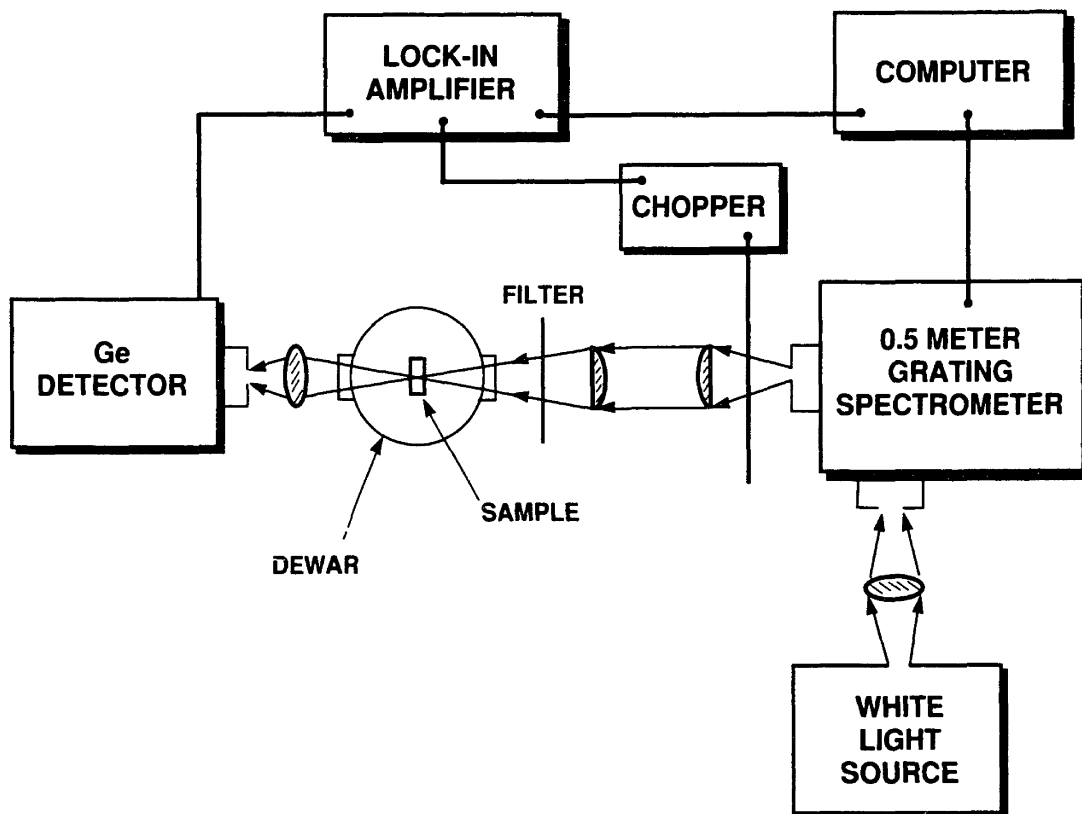 LOCK-IN
AMPLIFIER
COMPUTER
CHOPPER
FILTER
Ge
DETECTOR
0.5 METER
GRATING
SPECTROMETER
SAMPLE
DEWAR
WHITE
LIGHT
SOURCE